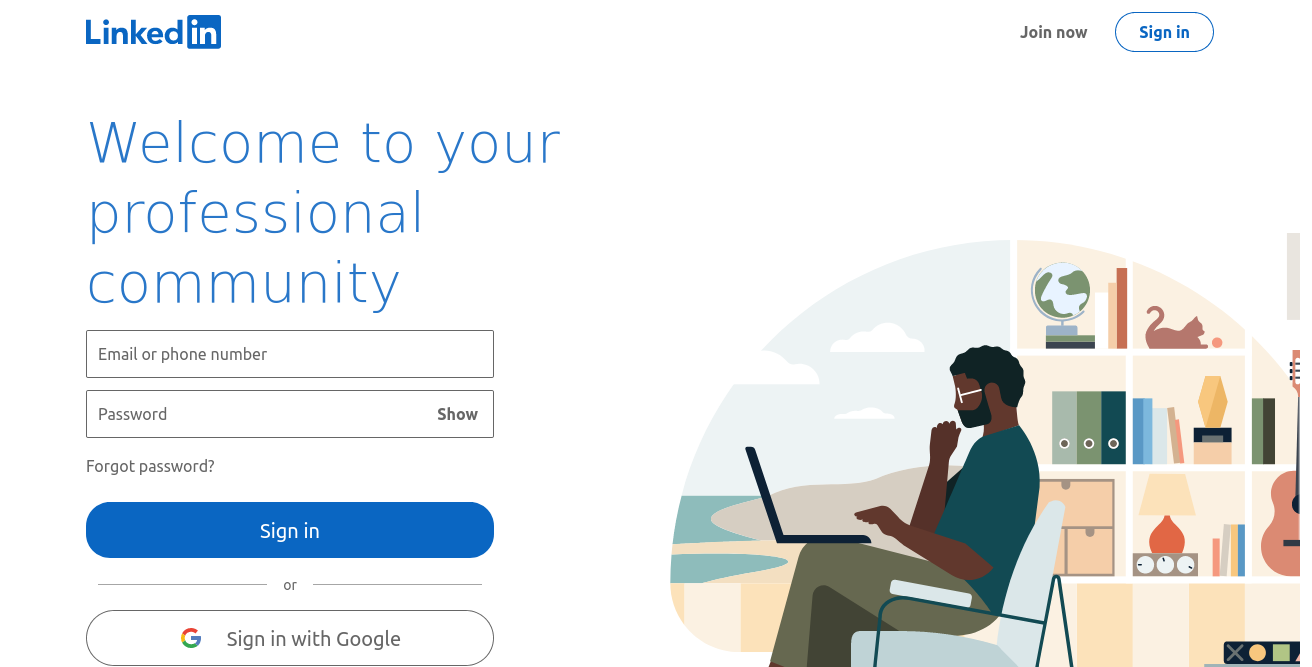 Linkedin
Join now
Sign in
Welcome to your
professional
community
Email or phone number
Password
Show
Forgot password?
Sign in
or
Sign in with Google